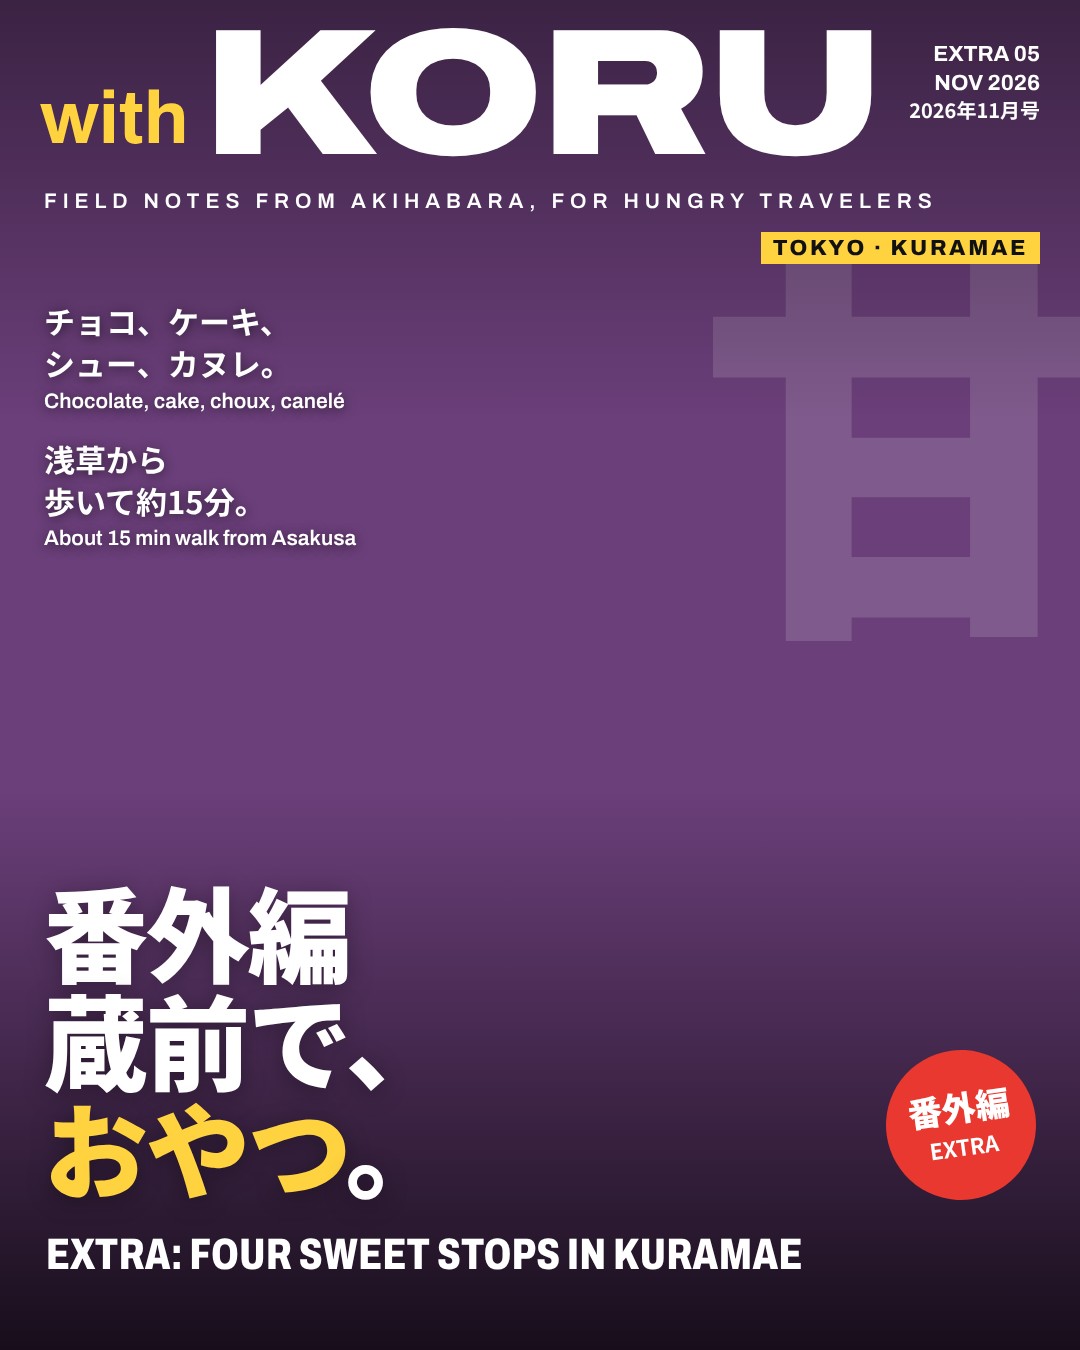 with KORU
EXTRA 05
NOV 2026
2026年11月号
FIELD NOTES FROM AKIHABARA, FOR HUNGRY TRAVELERS
TOKYO · KURAMAE
甘
チョコ、ケーキ、
シュー、カヌレ。
Chocolate, cake, choux, canelé
浅草から
歩いて約15分。
About 15 min walk from Asakusa
番外編
蔵前で、
おやつ。
番外編
EXTRA
EXTRA: FOUR SWEET STOPS IN KURAMAE